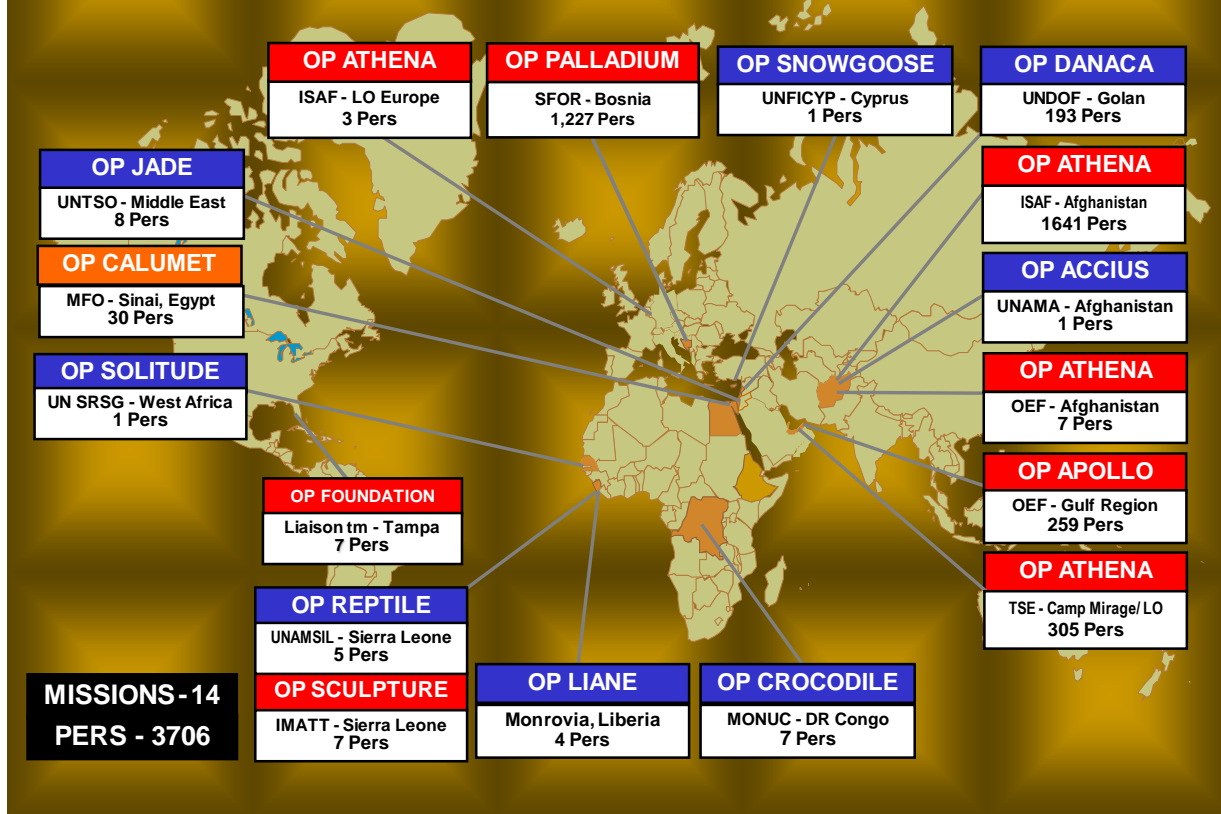 OP ATHENA
ISAF - LO Europe
3 Pers
OP PALLADIUM
SFOR - Bosnia
1,227 Pers
OP SNOWGOOSE
UNFICYP - Cyprus
1 Pers
OP DANACA
UNDOF - Golan
193 Pers
OP JADE
UNTSO - Middle East
8 Pers
OP ATHENA
ISAF - Afghanistan
1641 Pers
OP CALUMET
MFO - Sinai, Egypt
30 Pers
OP ACCIUS
UNAMA - Afghanistan
1 Pers
OP SOLITUDE
UN SRSG - West Africa
1 Pers
OP ATHENA
OEF - Afghanistan
7 Pers
OP FOUNDATION
Liaison tm - Tampa
7 Pers
OP APOLLO
OEF - Gulf Region
259 Pers
OP ATHENA
TSE - Camp Mirage/ LO
305 Pers
OP REPTILE
UNAMSIL - Sierra Leone
5 Pers
OP SCULPTURE
IMATT - Sierra Leone
7 Pers
OP LIANE
Monrovia, Liberia
4 Pers
OP CROCODILE
MONUC - DR Congo
7 Pers
MISSIONS - 14
PERS - 3706